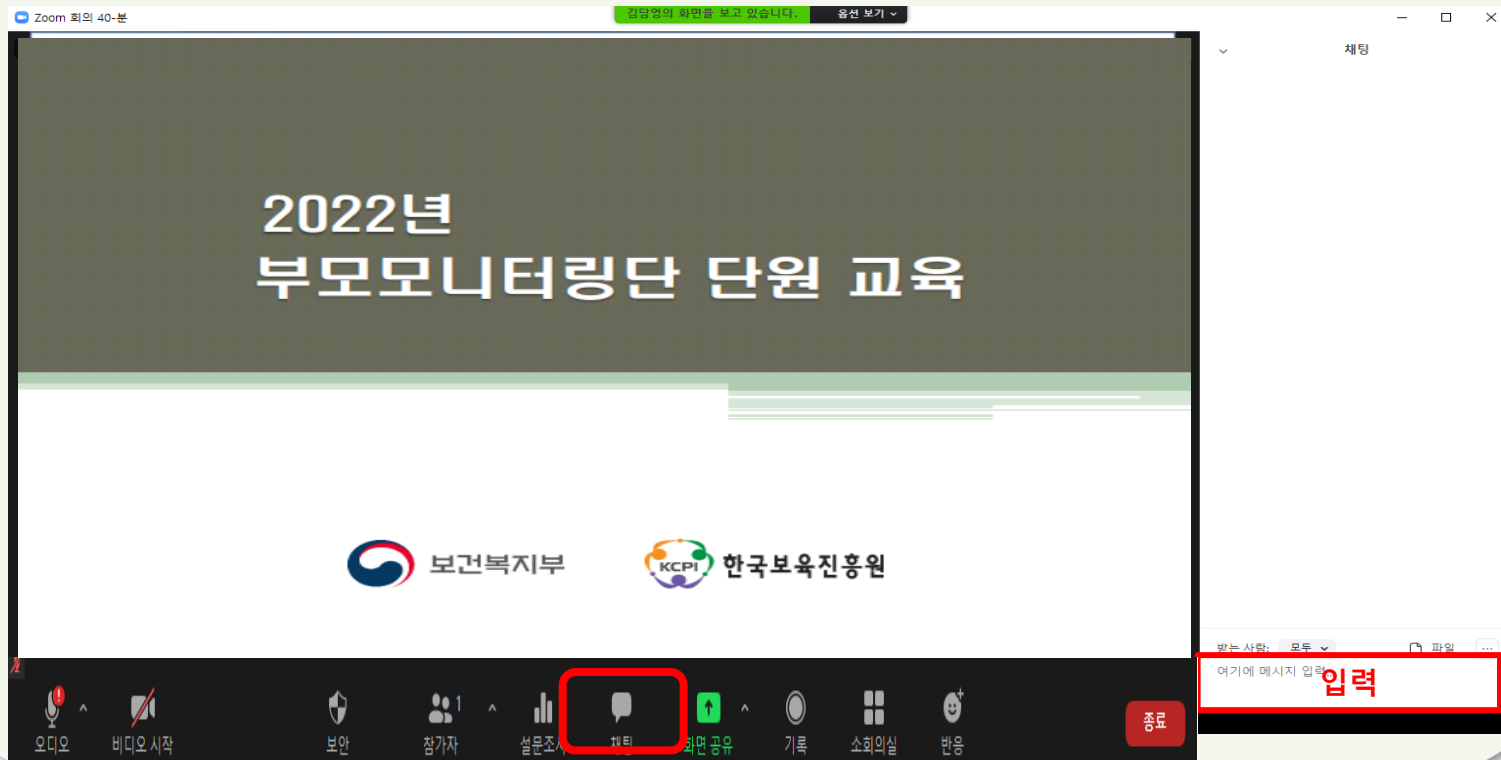 Zoom 회의 40-분
김담영의 화면을 보고 있습니다. 옵션 보기
채팅
2022년
부모모니터링단 단원 교육
보건복지부
KCPI 한국보육진흥원
받는 사람: 모두 파일 ...
여기에 메시지 입력
입력
1
오디오 비디오 시작 보안 참가자 설문조사 채팅 화면 공유 기록 소회의실 반응 종료